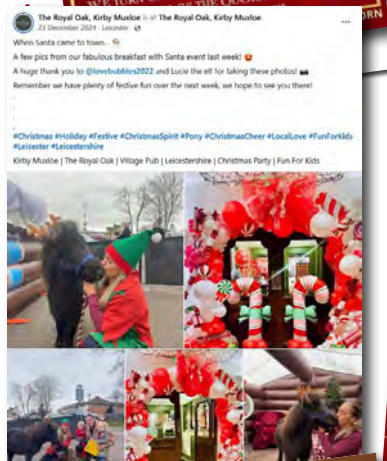 The Royal Oak, Kirby Muxloe is at The Royal Oak, Kirby Muxloe.
23 December 2024 · Leicester ·
When Santa came to town...
A few pics from our fabulous breakfast with Santa event last week!
A huge thank you to @lovebubbles2022 and Lucie the elf for taking these photos!
Remember we have plenty of festive fun over the next week, we hope to see you there!
.
.
.
.
#Christmas #Holiday #Festive #ChristmasSpirit #Pony #ChristmasCheer #LocalLove #FunForKids
#Leicester #Leicestershire
Kirby Muxloe | The Royal Oak | Village Pub | Leicestershire | Christmas Party | Fun For Kids